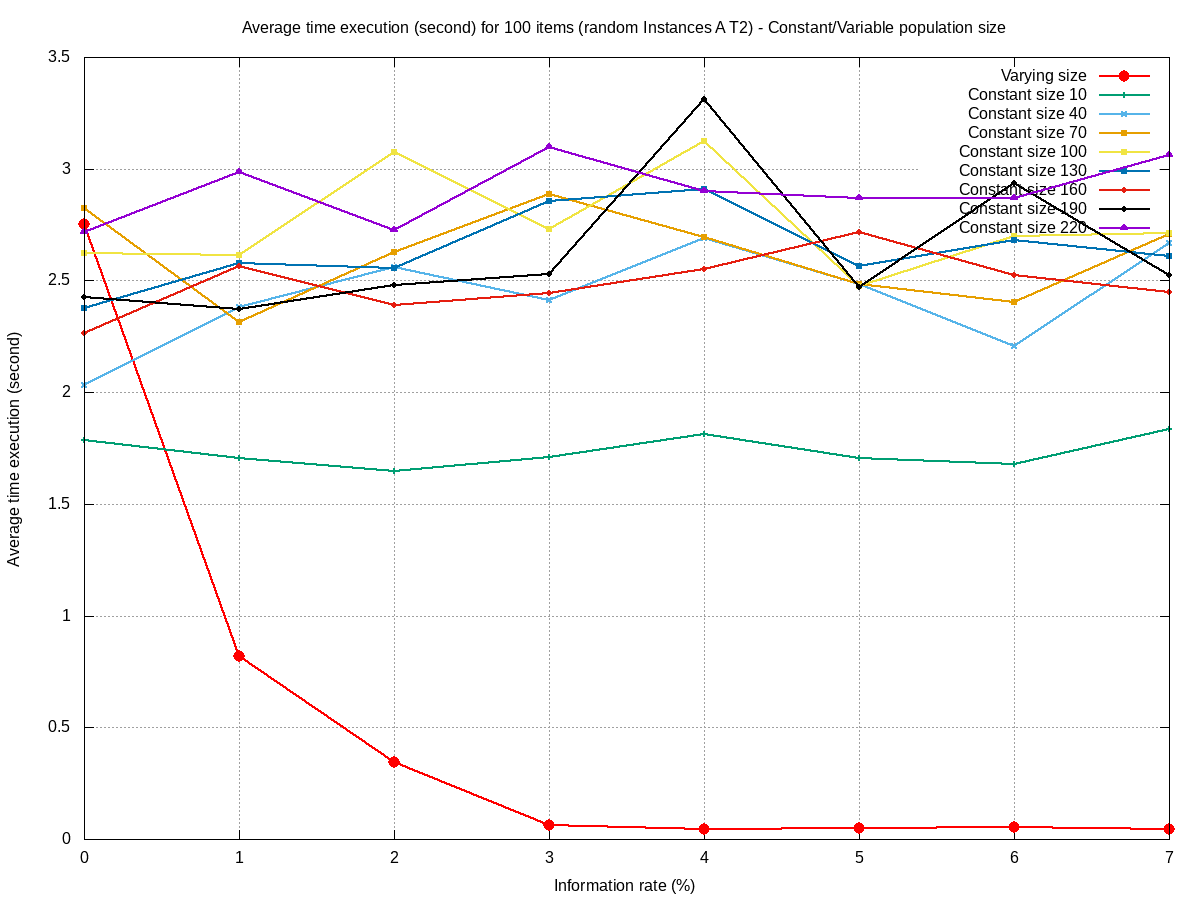 Average time execution (second) for 100 items (random Instances A T2) - Constant/Variable population size
3.5
3
2.5
2
1.5
1
0.5
0
Average time execution (second)
Varying size
Constant size 10
Constant size 40
Constant size 70
Constant size 100
Constant size 130
Constant size 160
Constant size 190
Constant size 220
0 1 2 3 4 5 6 7
Information rate (%)